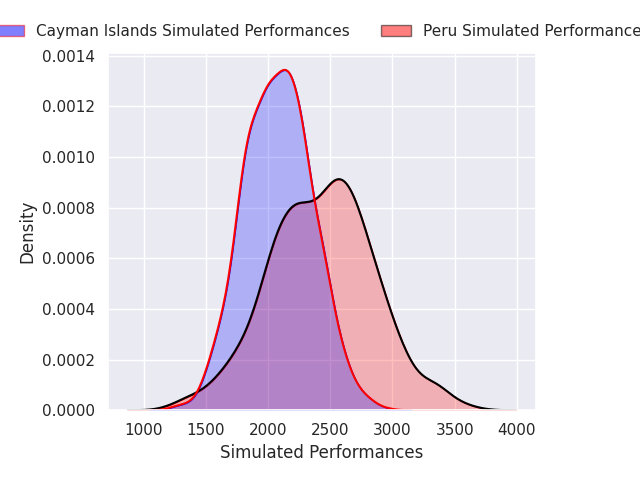 Cayman Islands Simulated Performances
Peru Simulated Performance
0.0014
0.0012
0.0010
0.0008
0.0006
0.0004
0.0002
0.0000
Density
1000 1500 2000 2500 3000 3500 4000
Simulated Performances